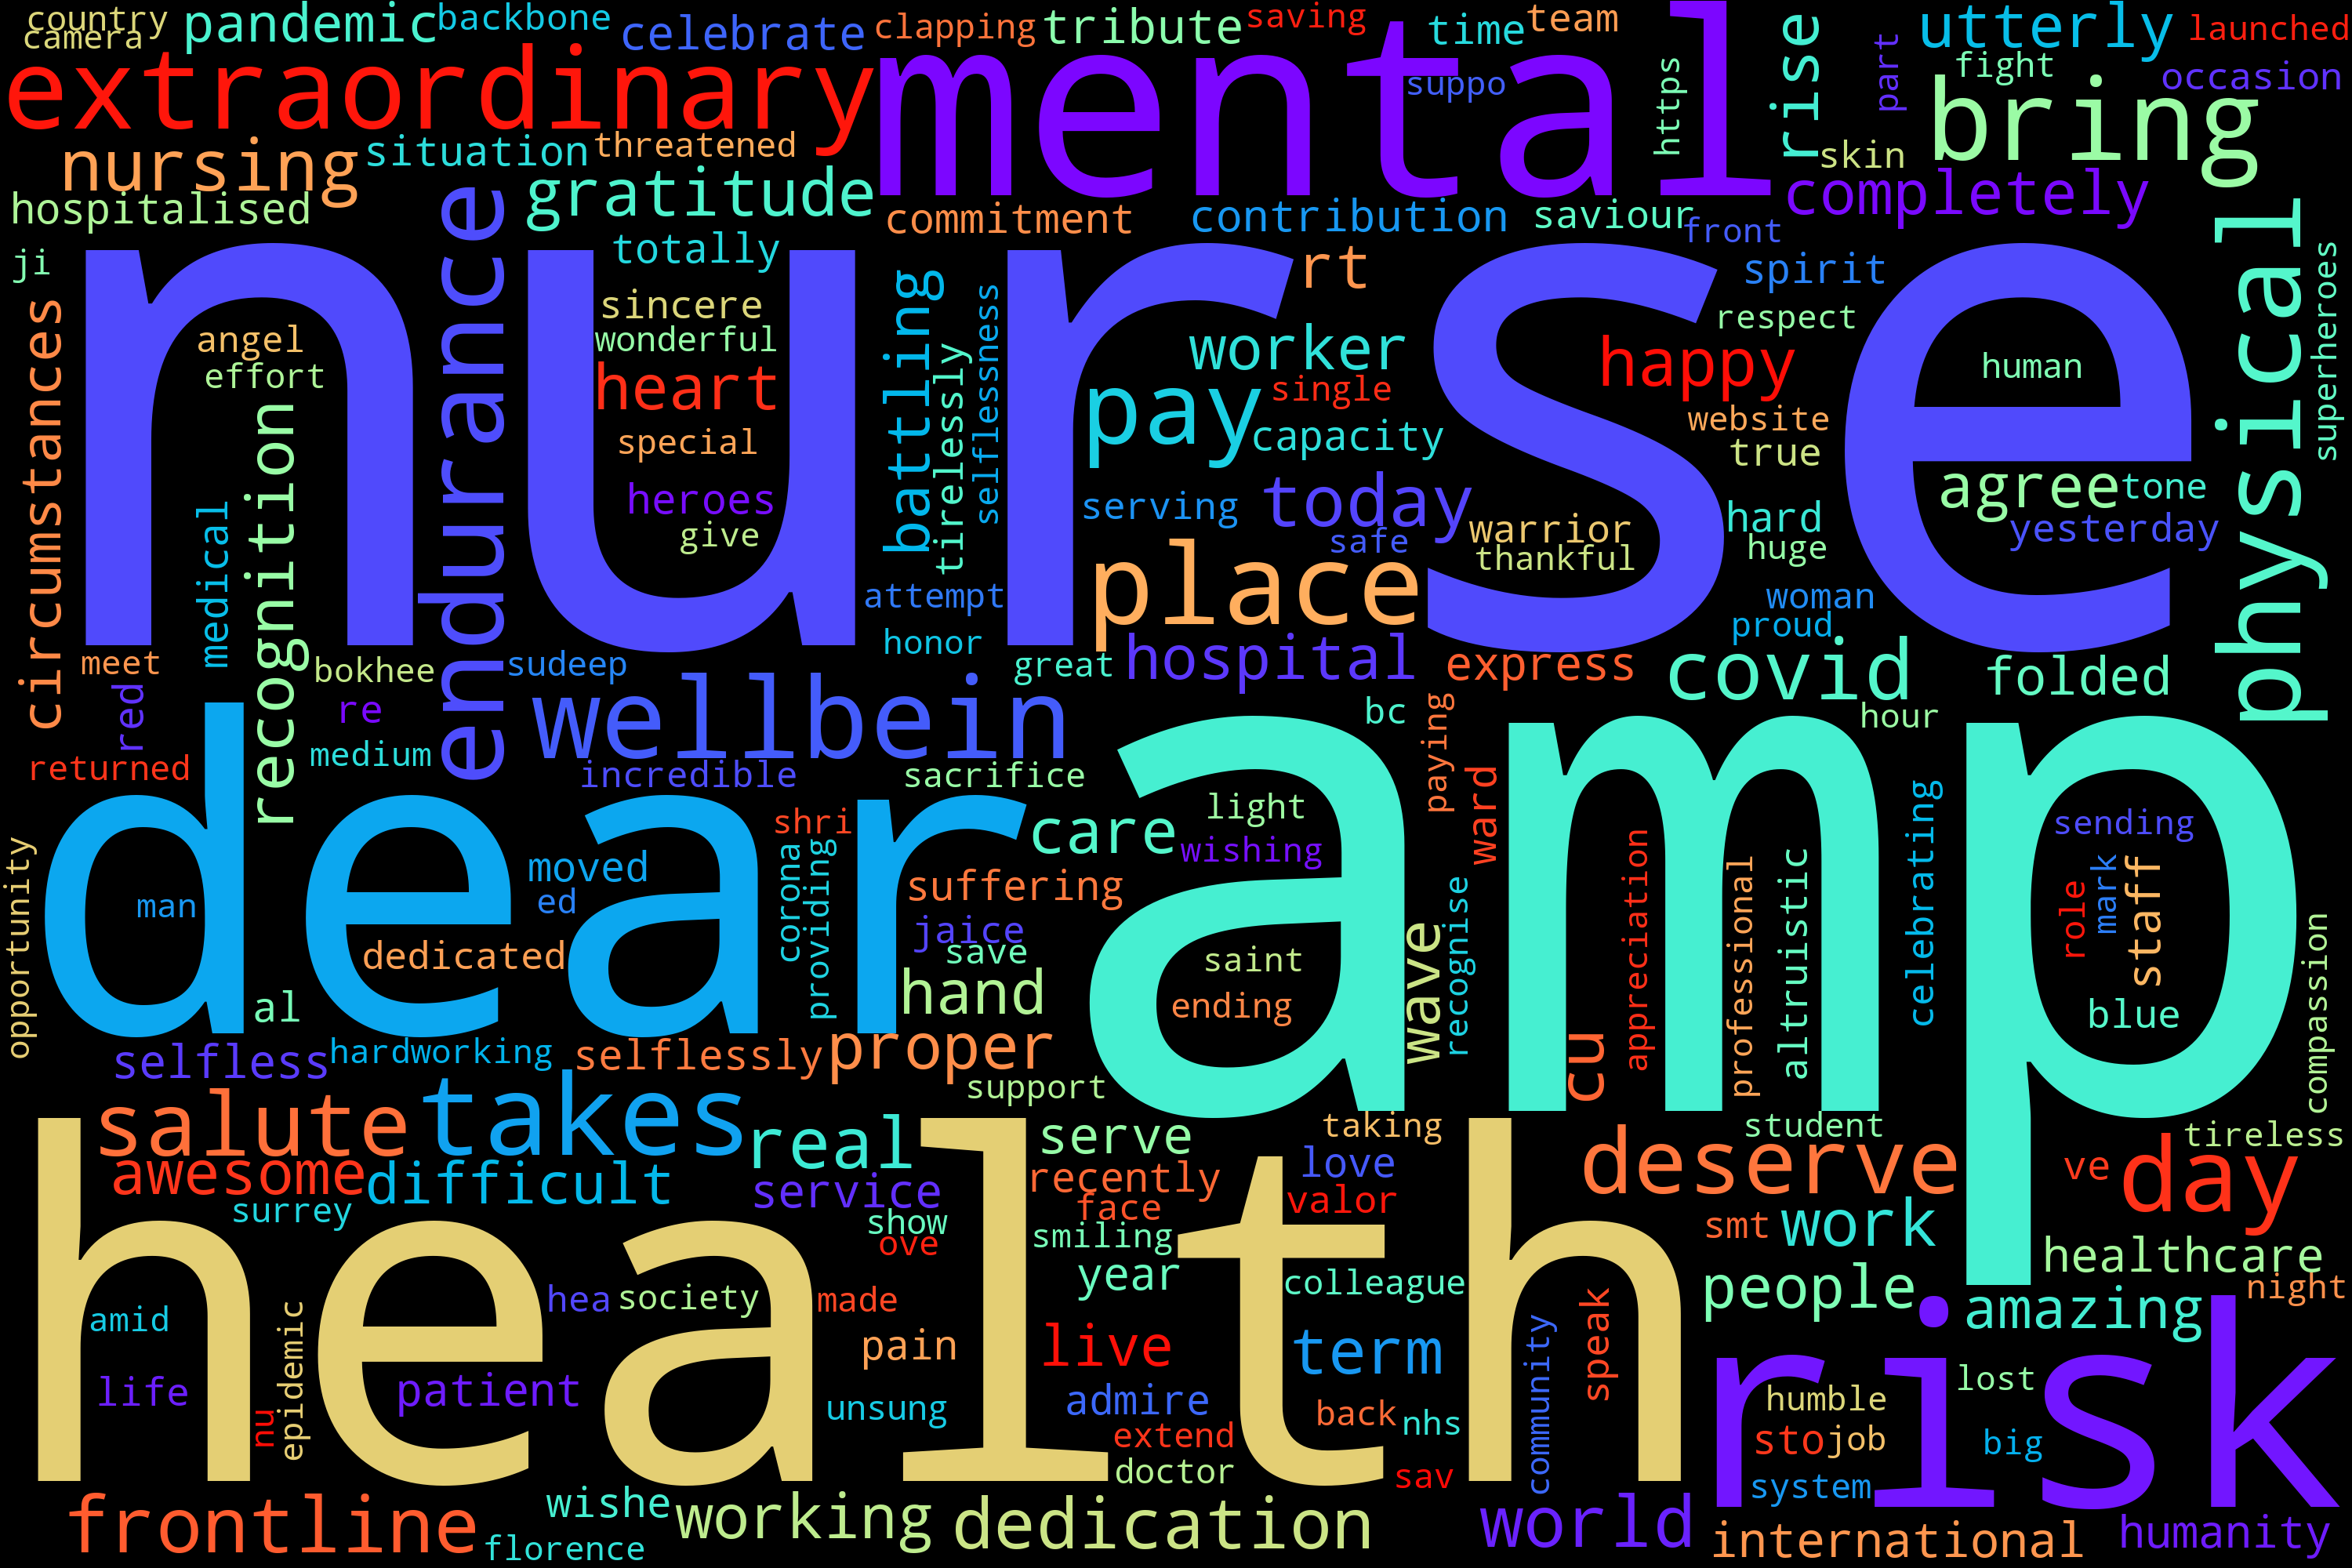 country
camera
pandemic
backbone
celebrate
clapping
tribute
saving
time
team
utterly
launched
extraordinary
mental
suppo
https
rise
part
fight
occasion
bring
skin
nursing
situation
threatened
hospitalised
gratitude
commitment
contribution
saviour
completely
front
ji
totally
rt
spirit
physical
superheroes
circumstances
nurse
endurance
angel
effort
sincere
wonderful
heart
special
heroes
give
battling
tirelessly
selflessness
worker
pay
single
capacity
happy
respect
human
website
true
recognition
medical
serving
today
warrior
thankful
safe
hard
huge
agree
tone
yesterday
attempt
place
woman
proud
honor
meet
bokhee
sudeep
great
hospital
express
covid
folded
red
re
medium
wellbein
bc
hour
returned
incredible
sacrifice
paying
ward
dear
amp
shri
care
light
wishing
sending
opportunity
man
moved
ed
corona
providing
suffering
jaice
save
saint
ending
wave
recognise
appreciation
professional
altruistic
celebrating
role
mark
staff
blue
compassion
dedicated
al
hand
selfless
hardworking
selflessly
proper
cu
support
salute
takes
real
serve
taking
student
tireless
awesome
difficult
service
recently
love
deserve
ve
day
surrey
show
face
valor
smt
work
ove
smiling
healthcare
health
hea
society
made
year
colleague
people
amazing
night
amid
epidemic
pain
live
term
community
speak
risk
life
patient
unsung
admire
back
nhs
humble
lost
nu
extend
sto
job
big
doctor
sav
system
frontline
wishe
working
dedication
world
international
humanity
florence